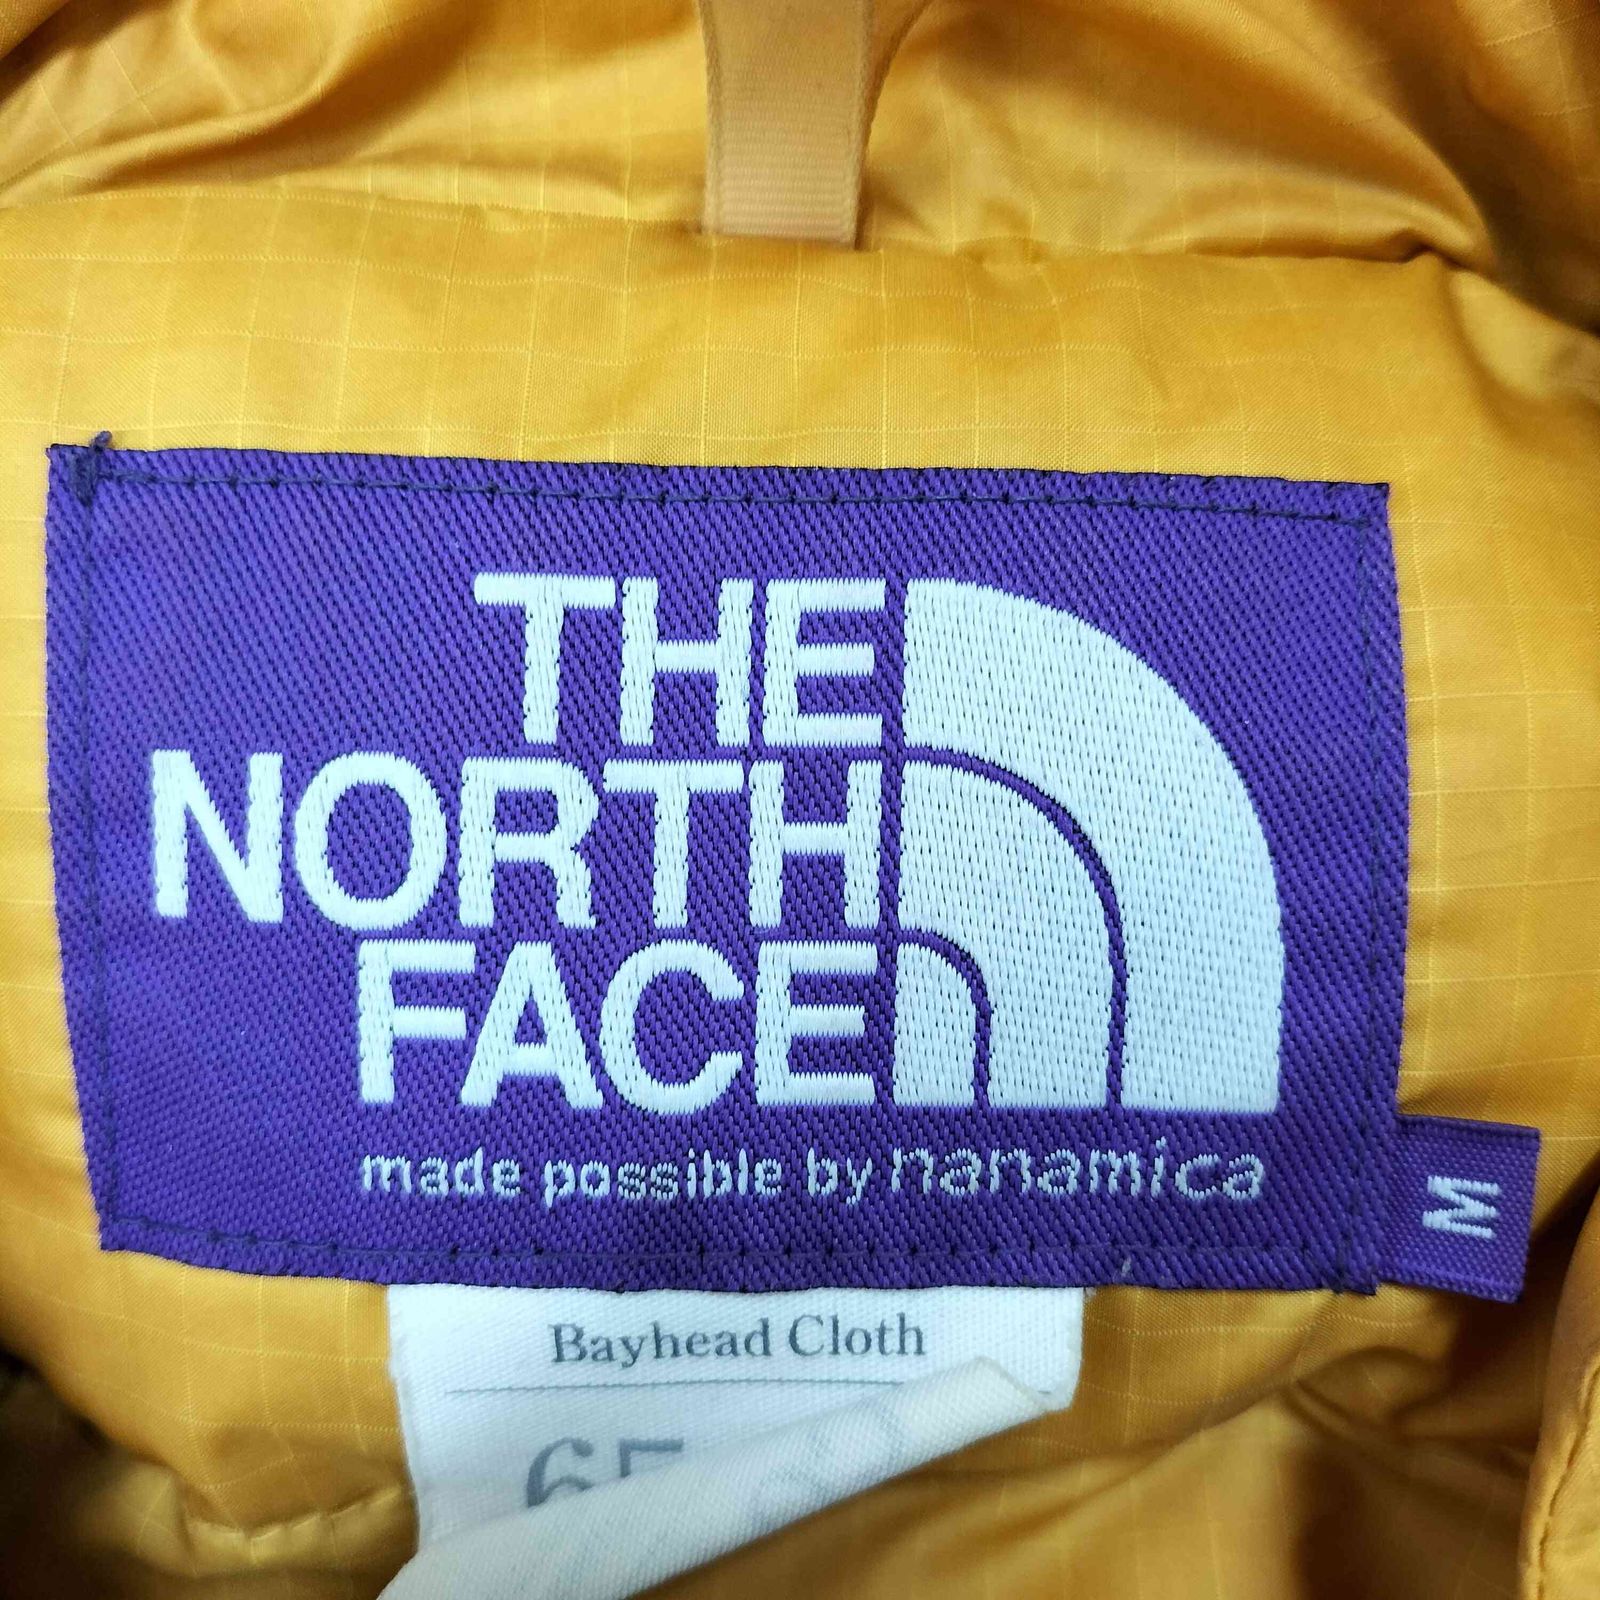 THE
NORTH
FACE
made possible by nanamica
M
Bayhead Cloth
65